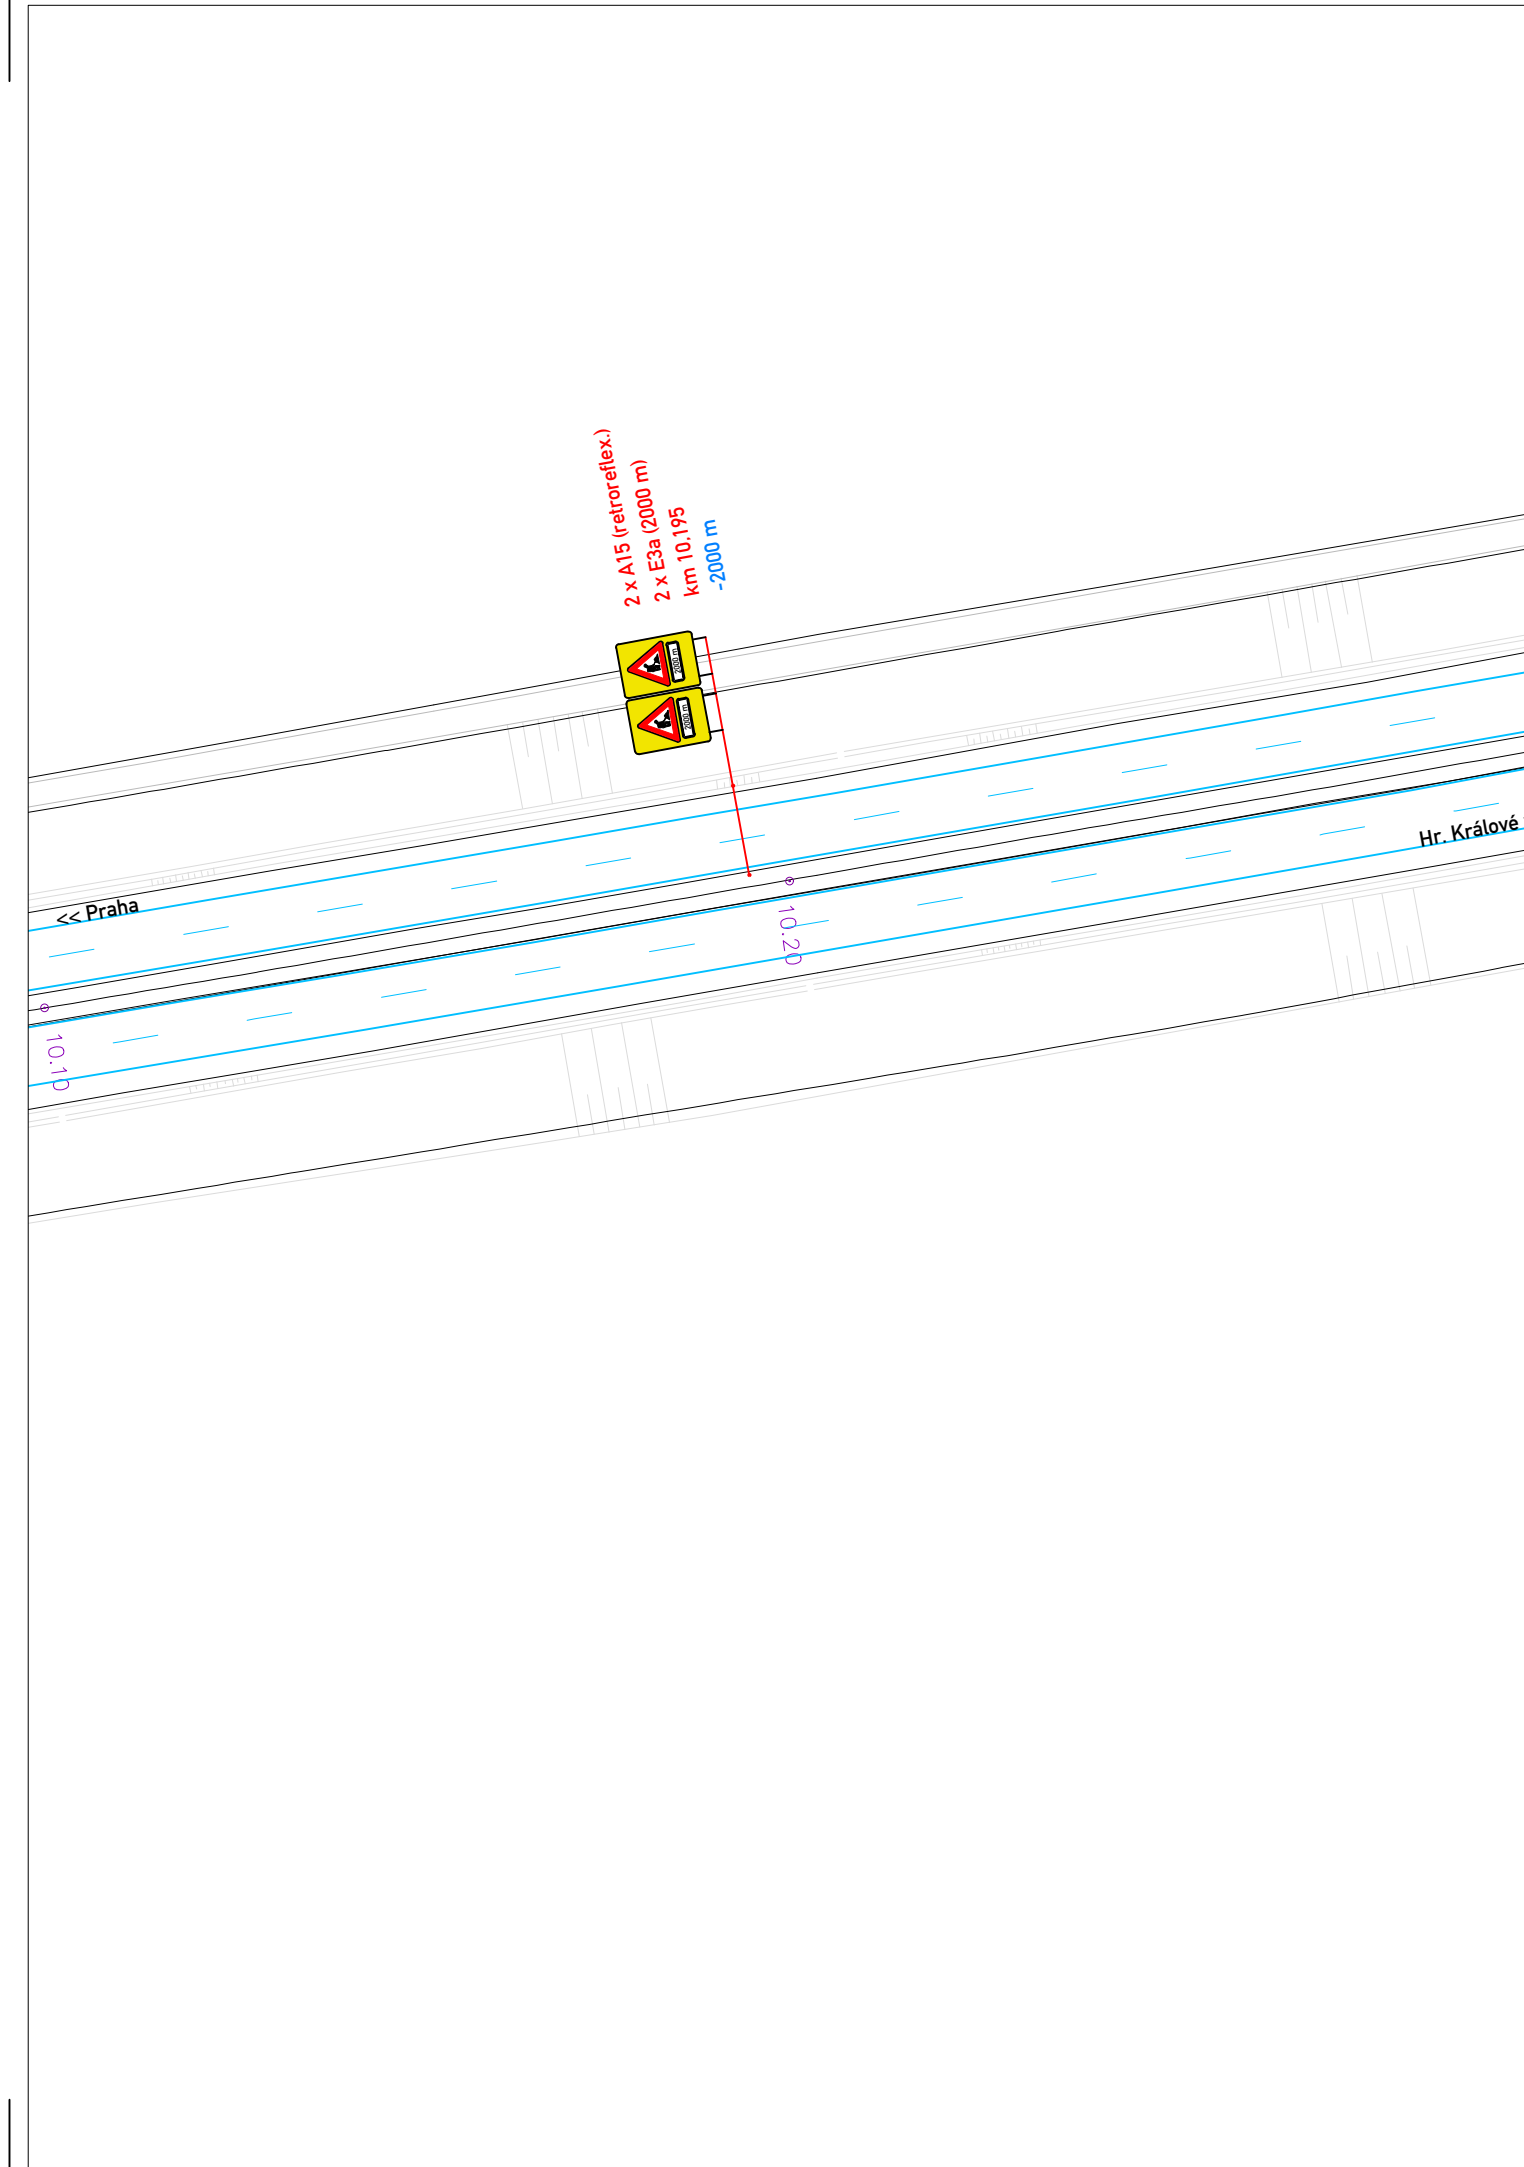 2 x A15 (retroreflex.)
2 x E3a (2000 m)
km 10,195
-2000 m
2000 m
2000 m
<< Praha
Hr. Králové
10.20
10.10